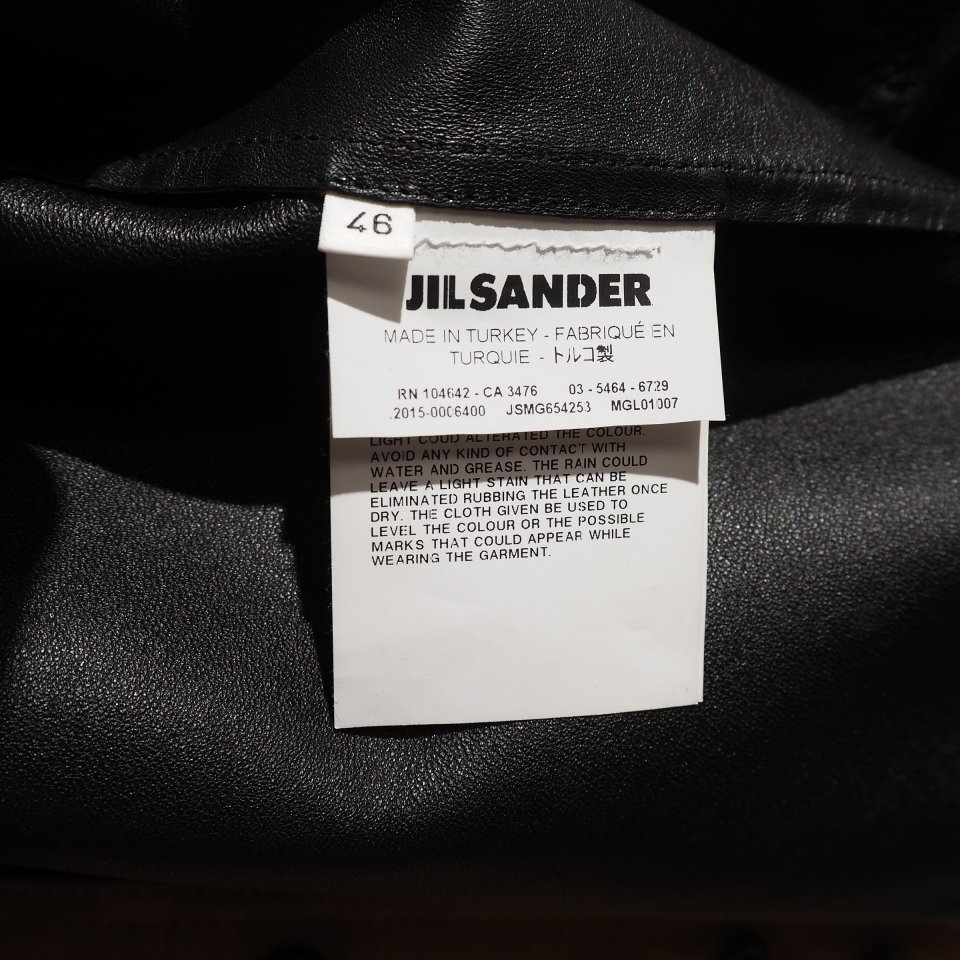 46
JIL SANDER
MADE IN TURKEY - FABRIQUÉ EN
TURQUIE - トルコ製
RN 104642 - CA 3476 03 - 5464 - 6729
.2015-0006400 JSMG654253 MGL01007
LIGHT COUD ALTERATED THE COLOUR.
AVOID ANY KIND OF CONTACT WITH
WATER AND GREASE. THE RAIN COULD
LEAVE A LIGHT STAIN THAT CAN BE
ELIMINATED RUBBING THE LEATHER ONCE
DRY. THE CLOTH GIVEN BE USED TO
LEVEL THE COLOUR OR THE POSSIBLE
MARKS THAT COULD APPEAR WHILE
WEARING THE GARMENT.